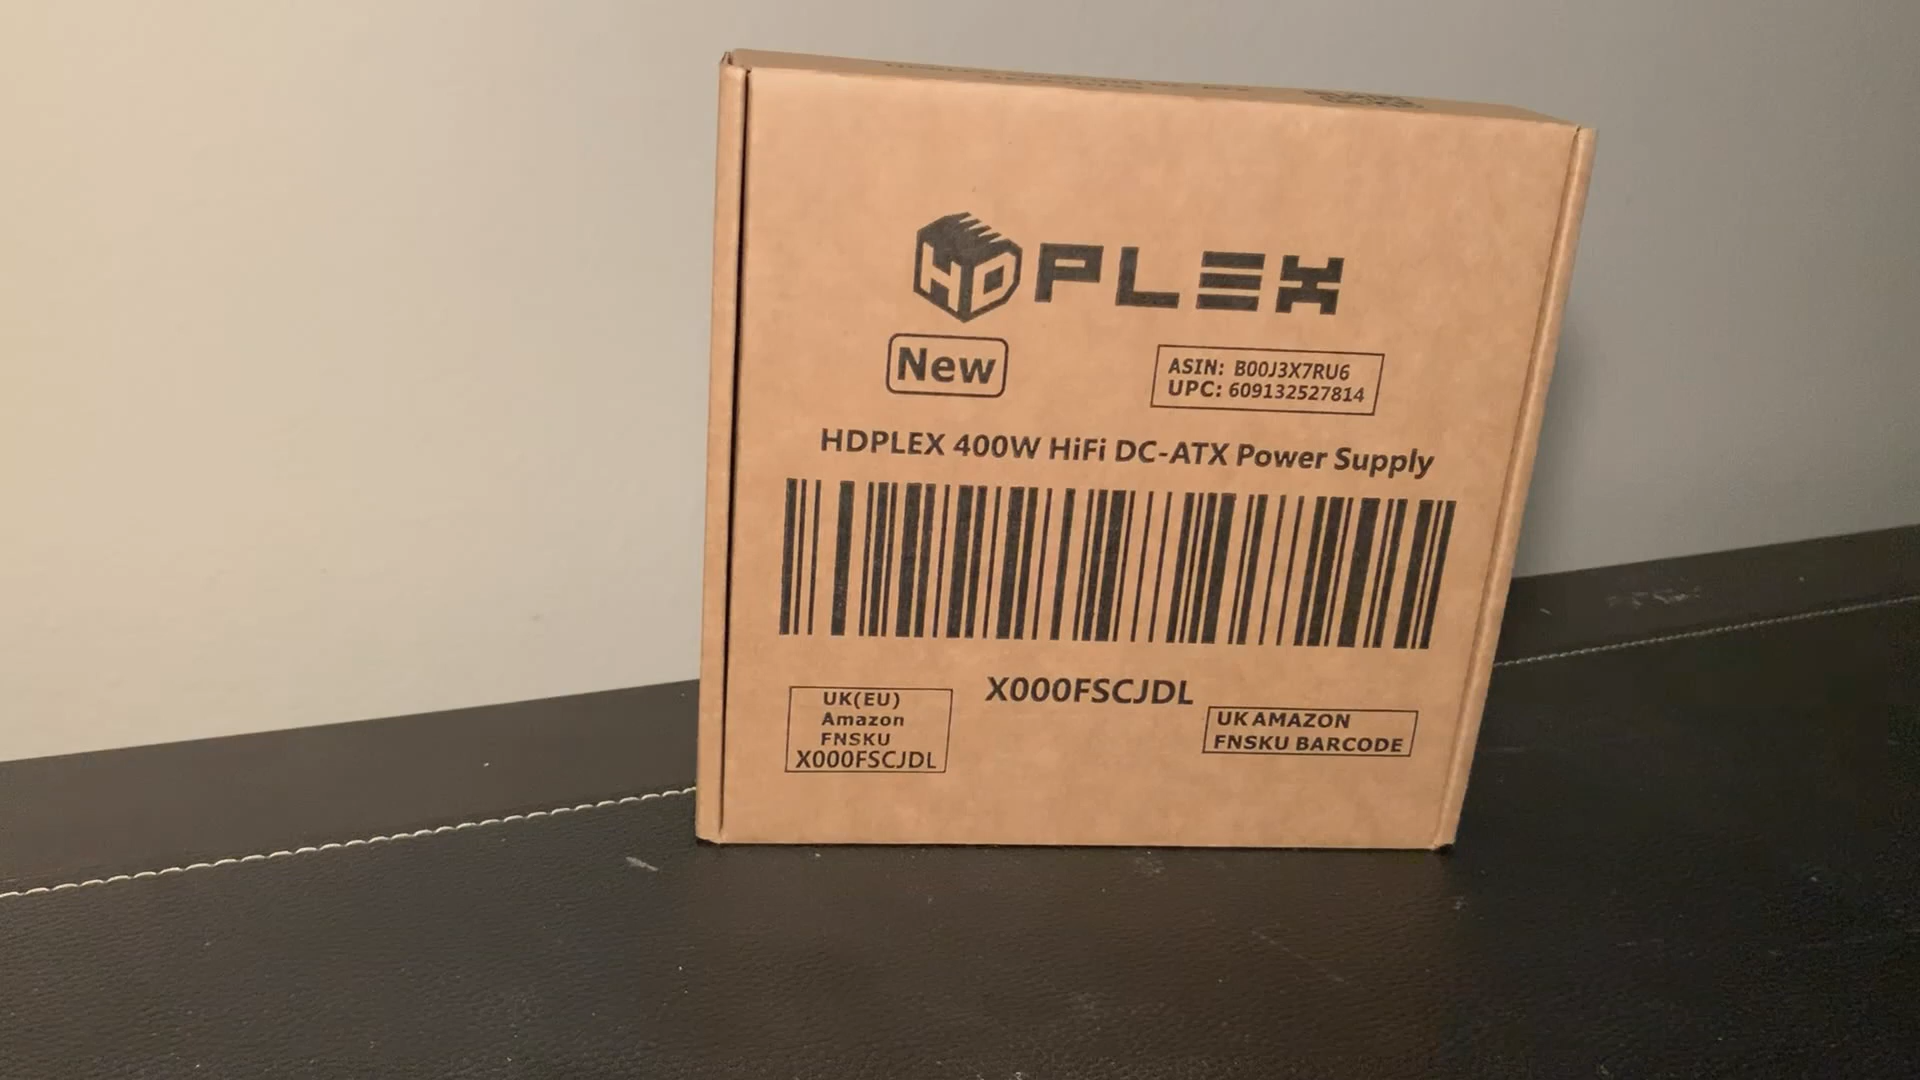 HDPLEX
New
ASIN: B00J3X7RU6
UPC: 609132527814
HDPLEX 400W HiFi DC-ATX Power Supply
X000FSCJDL
UK(EU)
Amazon
FNSKU
X000FSCJDL
UK AMAZON
FNSKU BARCODE